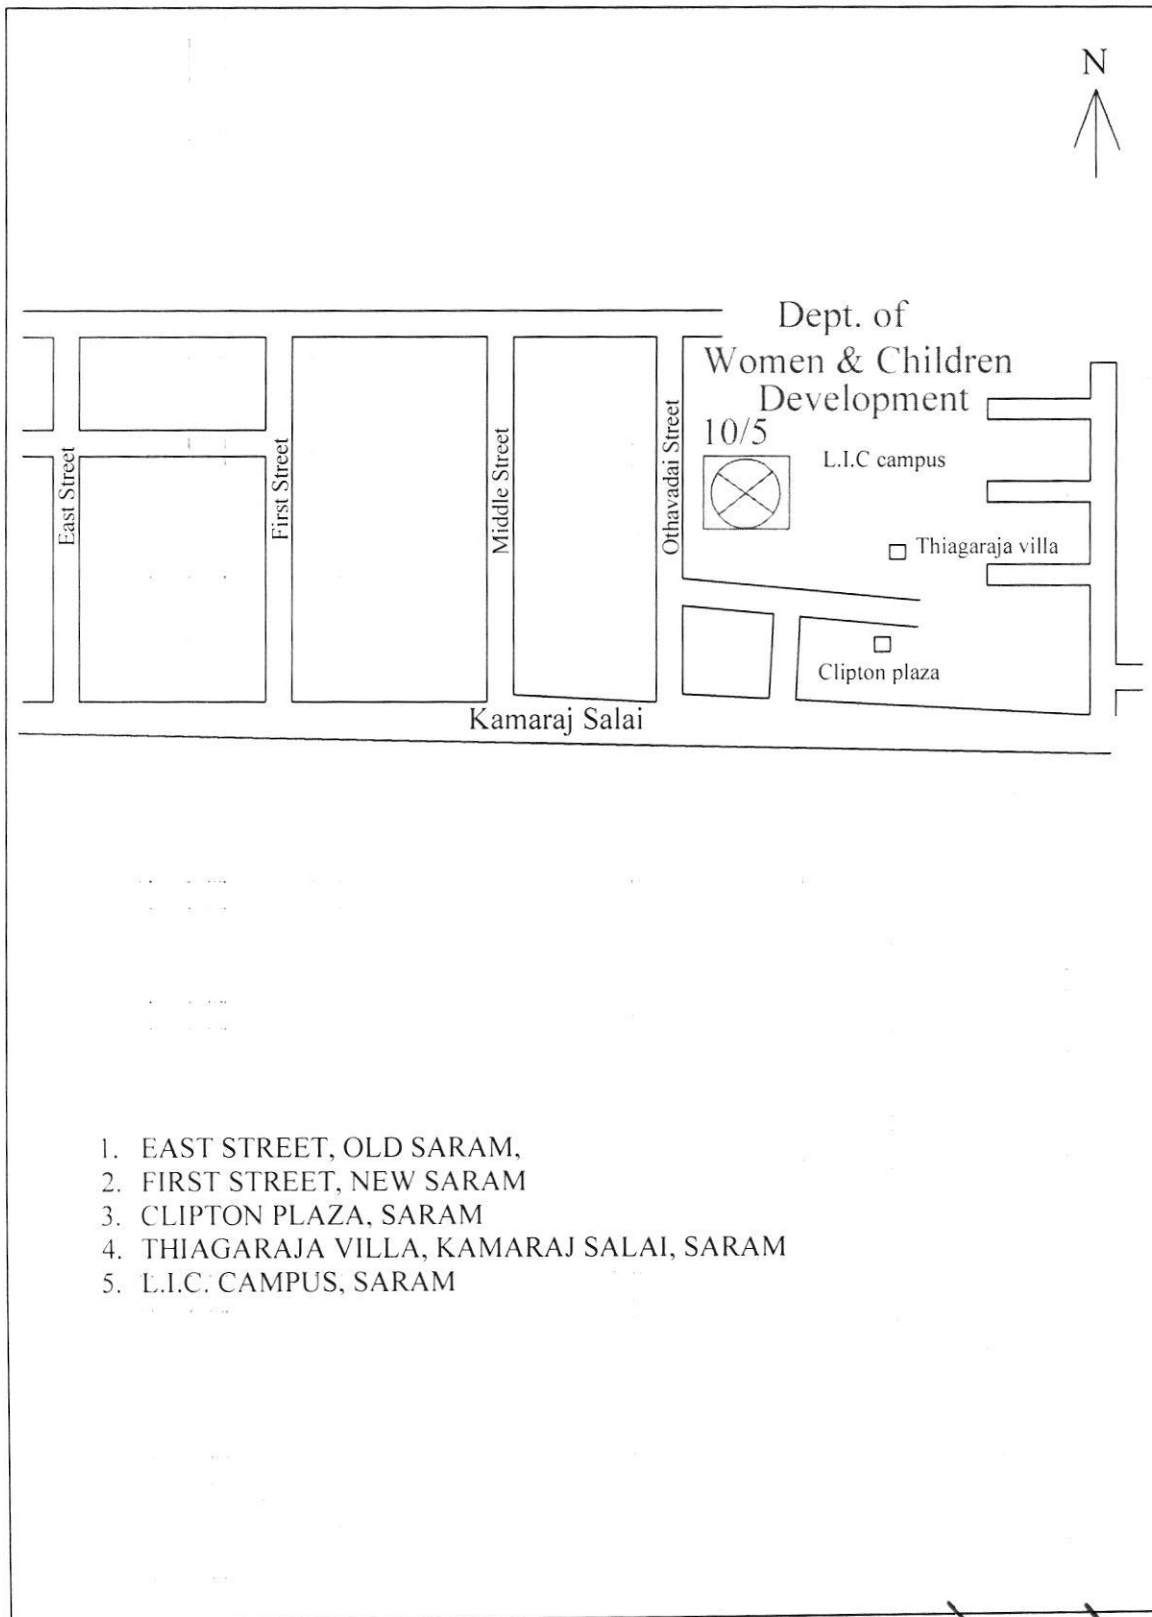 N
Dept. of
Women & Children
Development
10/5
L.I.C campus
East Street
First Street
Middle Street
Othavadai Street
Thiagaraja villa
Clipton plaza
Kamaraj Salai
1. EAST STREET, OLD SARAM,
2. FIRST STREET, NEW SARAM
3. CLIPTON PLAZA, SARAM
4. THIAGARAJA VILLA, KAMARAJ SALAI, SARAM
5. L.I.C. CAMPUS, SARAM